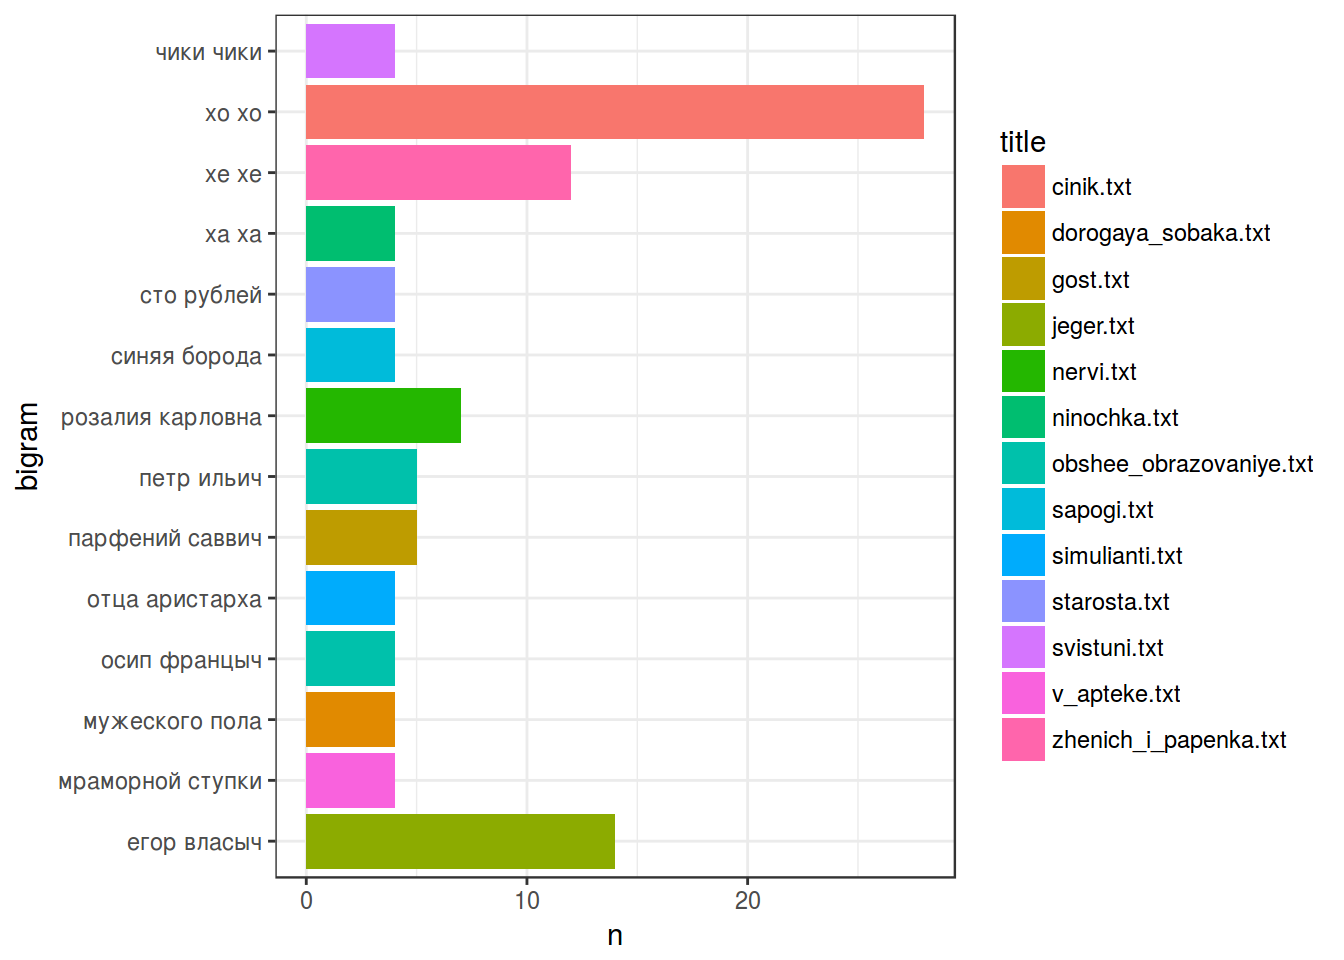 bigram
чики чики
хо хо
хе хе
ха ха
сто рублей
синяя борода
розалия карловна
петр ильич
парфений саввич
отца аристарха
осип францыч
мужеского пола
мраморной ступки
егор власыч
0
10
20
n
title
cinik.txt
dorogaya_sobaka.txt
gost.txt
jeger.txt
nervi.txt
ninochka.txt
obshee_obrazovaniye.txt
sapogi.txt
simulianti.txt
starosta.txt
svistuni.txt
v_apteke.txt
zhenich_i_papenka.txt